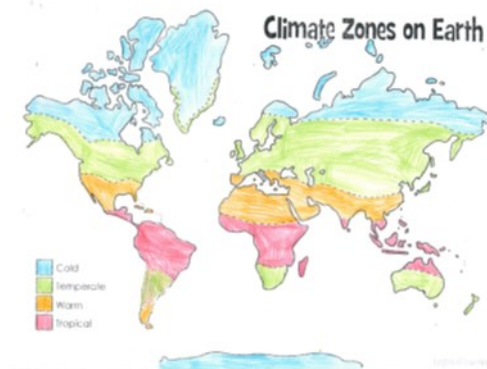 Climate Zones on Earth
Cold
Temperate
Warm
Tropical